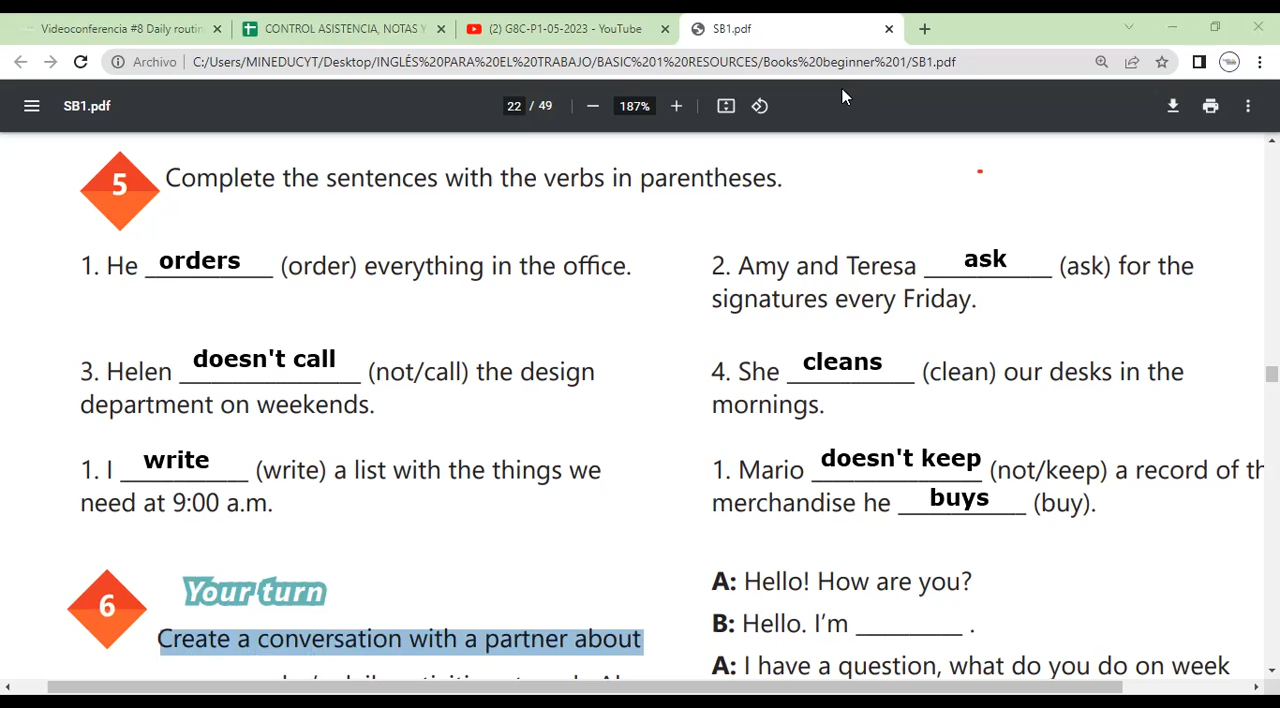 Videoconferencia #8 Daily routin
CONTROL ASISTENCIA, NOTAS Y
(2) G8C-P1-05-2023 - YouTube
SB1.pdf
Archivo | C:/Users/MINEDUCYT/Desktop/INGLÉS%20PARA%20EL%20TRABAJO/BASIC%201%20RESOURCES/Books%20beginner%201/SB1.pdf
SB1.pdf
22 / 49
187%
5 Complete the sentences with the verbs in parentheses.
1. He orders (order) everything in the office.
2. Amy and Teresa ask (ask) for the
signatures every Friday.
3. Helen doesn't call (not/call) the design
department on weekends.
4. She cleans (clean) our desks in the
mornings.
1. I write (write) a list with the things we
need at 9:00 a.m.
1. Mario doesn't keep (not/keep) a record of th
merchandise he buys (buy).
6 Your turn
Create a conversation with a partner about
A: Hello! How are you?
B: Hello. I'm _________ .
A: I have a question, what do you do on week